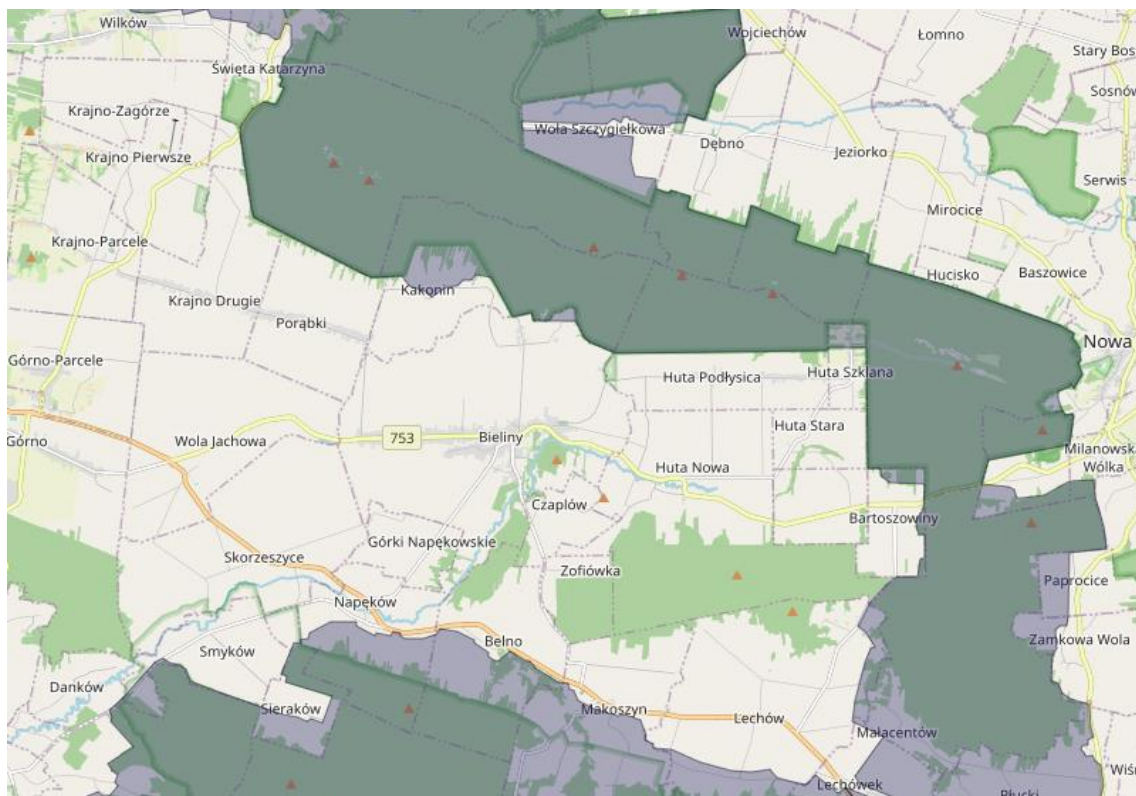 Wilków
Wojciechów
Łomno
Stary Bos
Święta Katarzyna
Sosnów
Krajno-Zagórze
Wola Szczygiełkowa
Dębno
Jeziorko
Krajno Pierwsze
Serwis
Mirocice
Krajno-Parcele
Hucisko
Baszowice
Kakonin
Krajno Drugie
Porąbki
Nowa
Górno-Parcele
Huta Podłysica
Huta Szklana
Huta Stara
Górno
Wola Jachowa
753
Bieliny
Milanowsk
Wólka
Huta Nowa
Czaplów
Bartoszowiny
Górki Napękowskie
Skorzeszyce
Zofiówka
Paprocice
Napęków
Belno
Zamkowa Wola
Smyków
Danków
Sieraków
Makoszyn
Lechów
Małacentów
Wiśn
Lechówek
Płucki